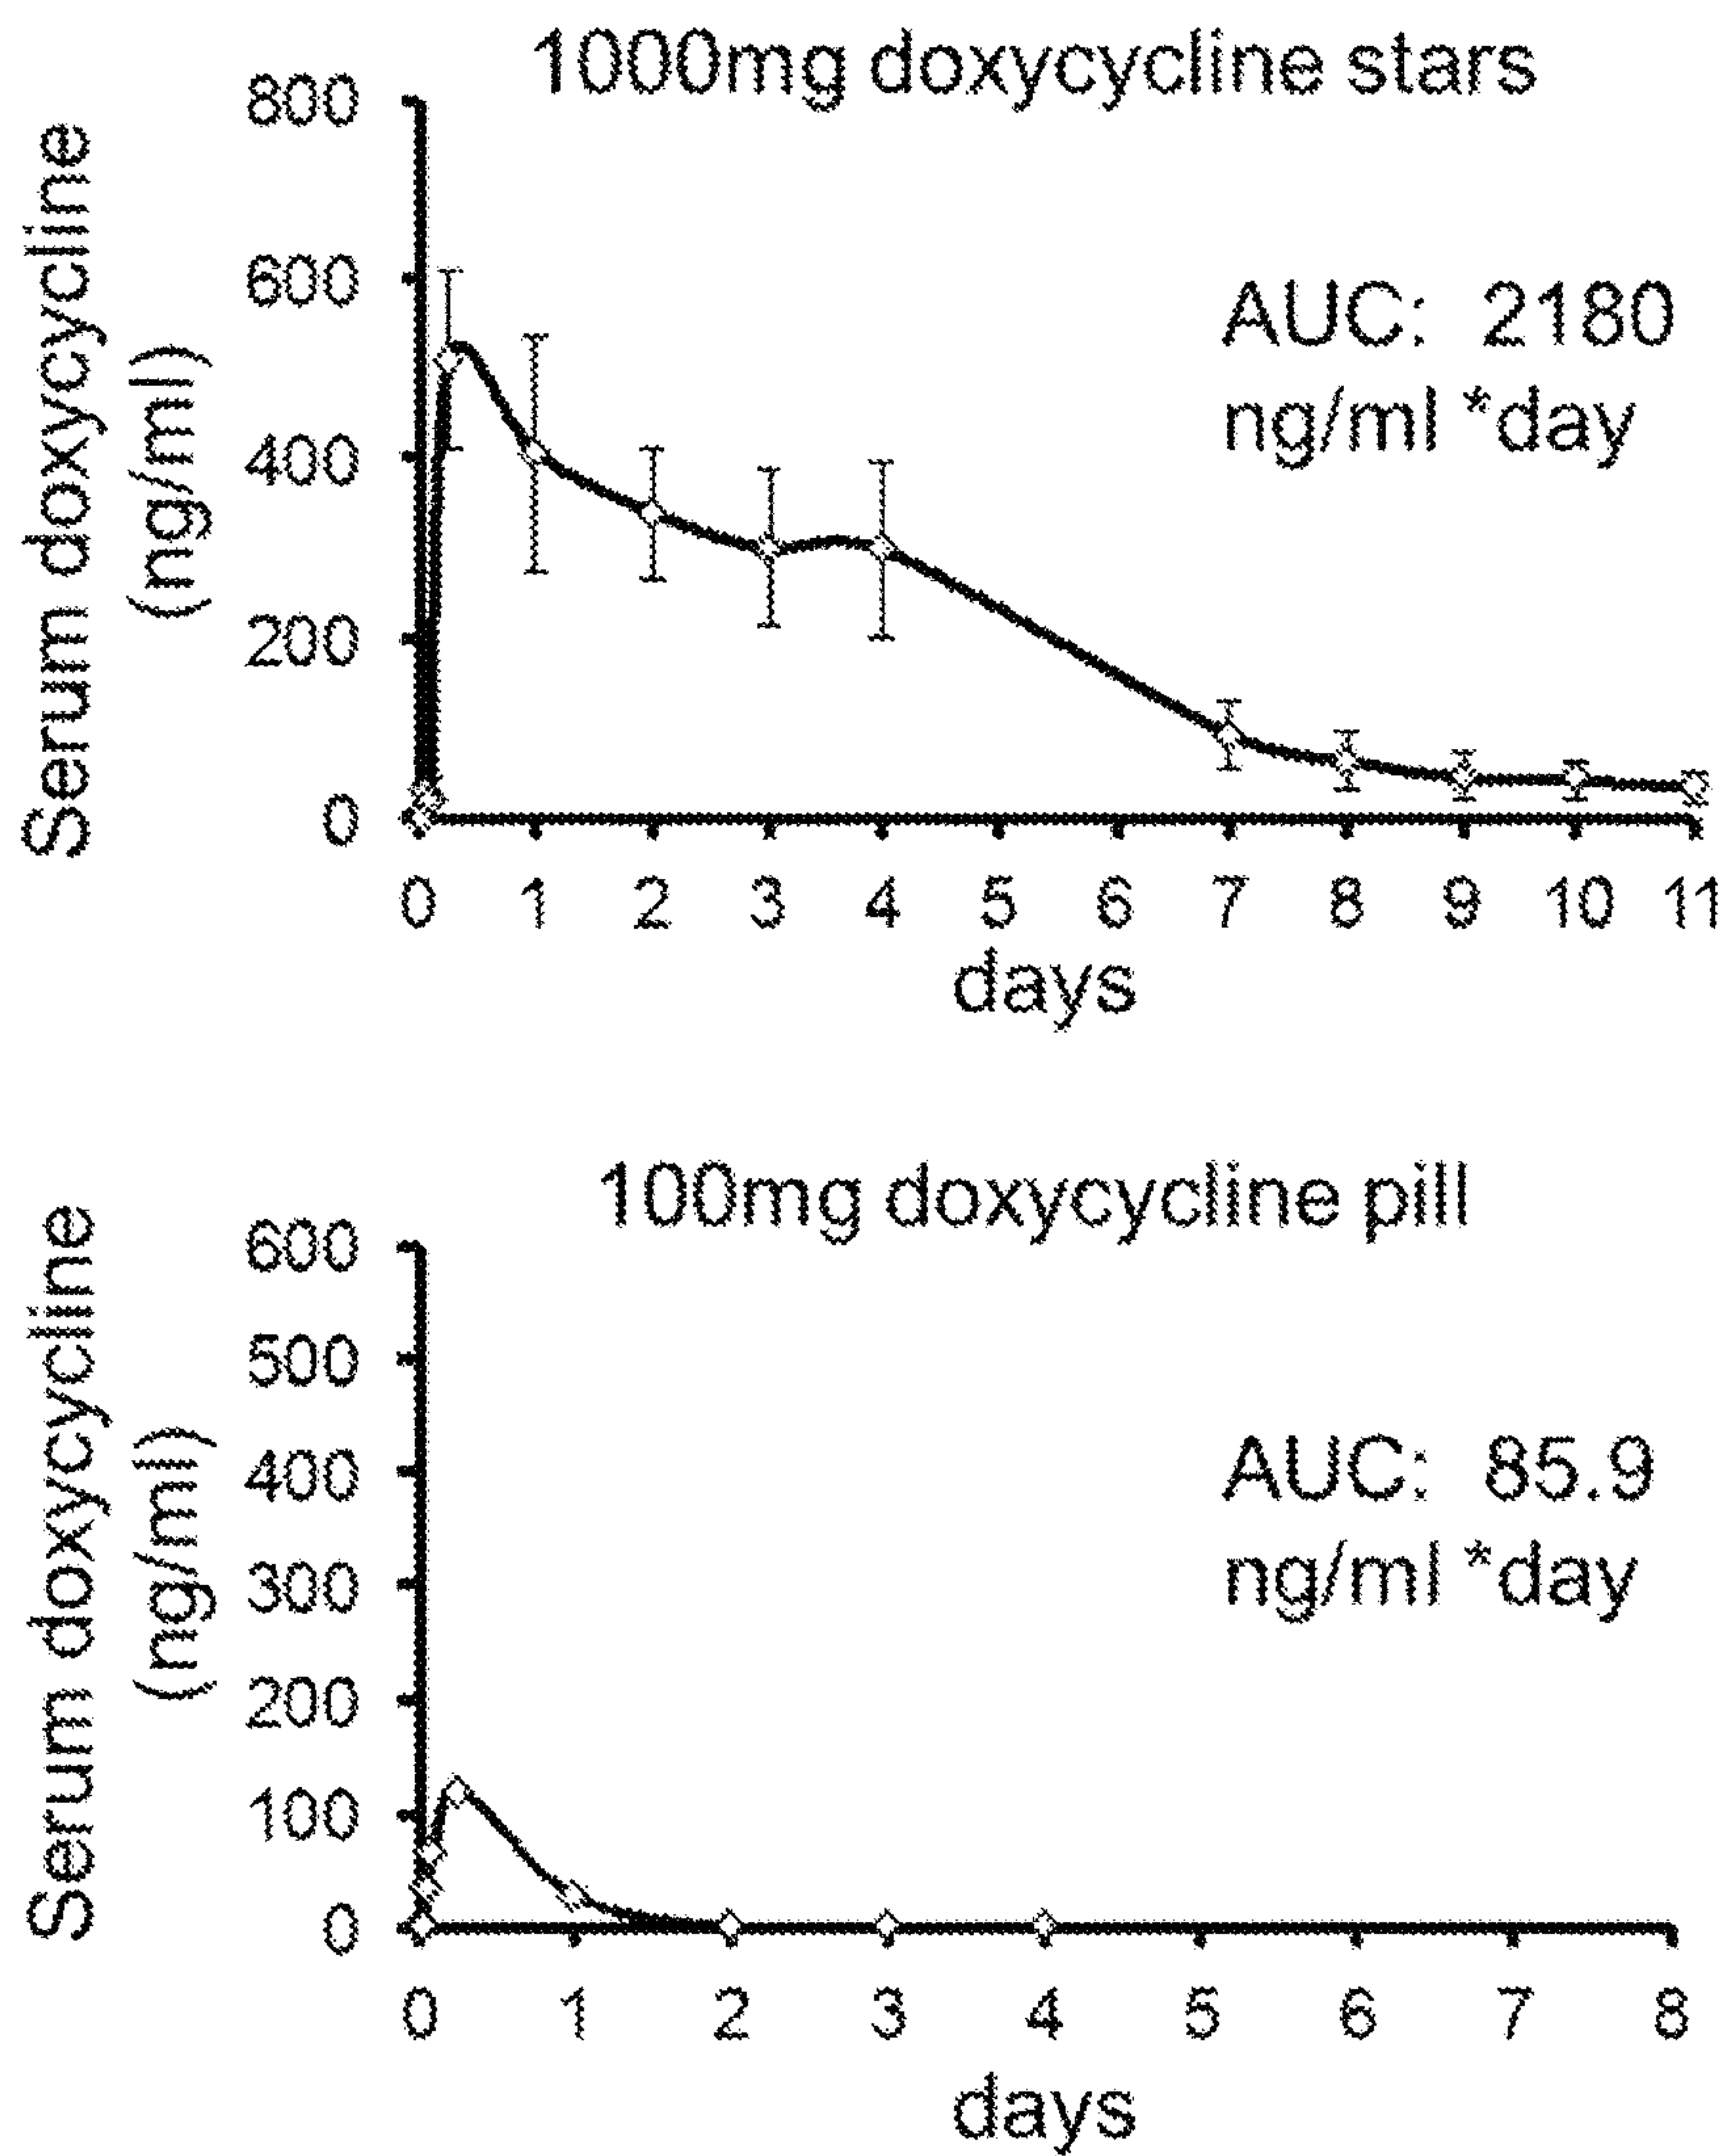 1000mg doxycycline stars
Serum doxycycline
(ng/ml)
800
600
400
200
0
AUC: 2180
ng/ml *day
0 1 2 3 4 5 6 7 8 9 10 11
days
100mg doxycycline pill
Serum doxycycline
(ng/ml)
600
500
400
300
200
100
0
AUC: 85.9
ng/ml *day
0 1 2 3 4 5 6 7 8
days